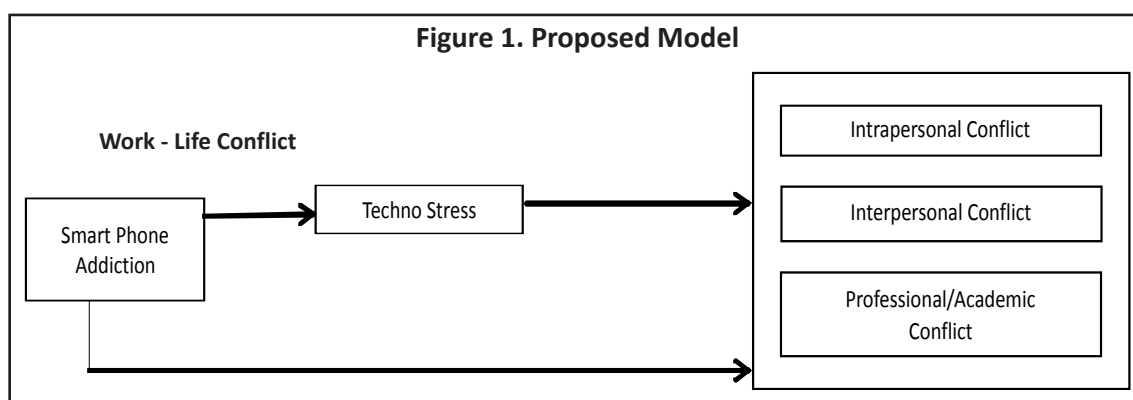 Figure 1. Proposed Model
Work - Life Conflict
Smart Phone
Addiction
Techno Stress
Intrapersonal Conflict
Interpersonal Conflict
Professional/Academic
Conflict